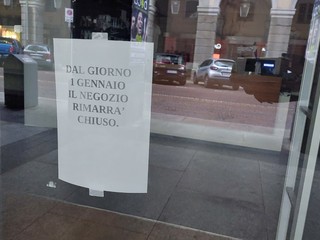 DAL GIORNO
1 GENNAIO
IL NEGOZIO
RIMARRA'
CHIUSO.